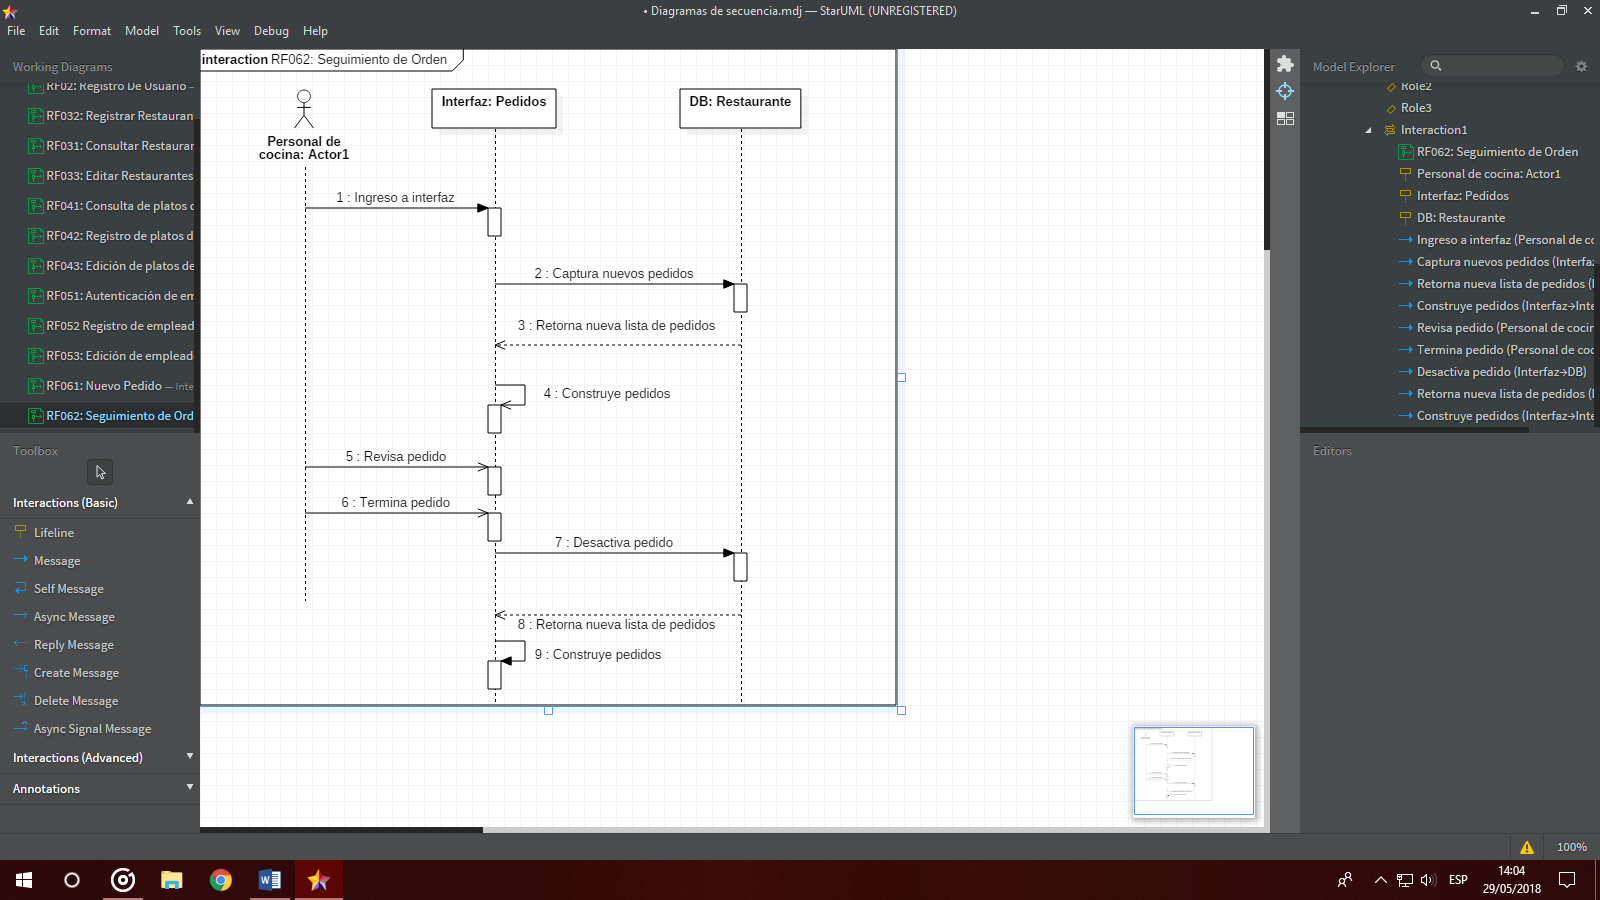 • Diagramas de secuencia.mdj — StarUML (UNREGISTERED)
File Edit Format Model Tools View Debug Help
Working Diagrams
RF02: Registro De Usuario —
RF032: Registrar Restauran
RF031: Consultar Restaurar
RF033: Editar Restaurantes
RF041: Consulta de platos
RF042: Registro de platos d
RF043: Edición de platos de
RF051: Autenticación de em
RF052 Registro de emplead
RF053: Edición de emplead
RF061: Nuevo Pedido — Inte
RF062: Seguimiento de Ord
Toolbox
Interactions (Basic)
Lifeline
Message
Self Message
Async Message
Reply Message
Create Message
Delete Message
Async Signal Message
Interactions (Advanced)
Annotations
interaction RF062: Seguimiento de Orden
Personal de
cocina: Actor1
Interfaz: Pedidos
DB: Restaurante
1 : Ingreso a interfaz
2 : Captura nuevos pedidos
3 : Retorna nueva lista de pedidos
4 : Construye pedidos
5 : Revisa pedido
6 : Termina pedido
7 : Desactiva pedido
8 : Retorna nueva lista de pedidos
9 : Construye pedidos
Model Explorer
Role2
Role3
Interaction1
RF062: Seguimiento de Orden
Personal de cocina: Actor1
Interfaz: Pedidos
DB: Restaurante
Ingreso a interfaz (Personal de co
Captura nuevos pedidos (Interfa
Retorna nueva lista de pedidos (
Construye pedidos (Interfaz→Inte
Revisa pedido (Personal de cocin
Termina pedido (Personal de coc
Desactiva pedido (Interfaz→DB)
Retorna nueva lista de pedidos (
Construye pedidos (Interfaz→Inte
Editors
100%
ESP
14:04
29/05/2018